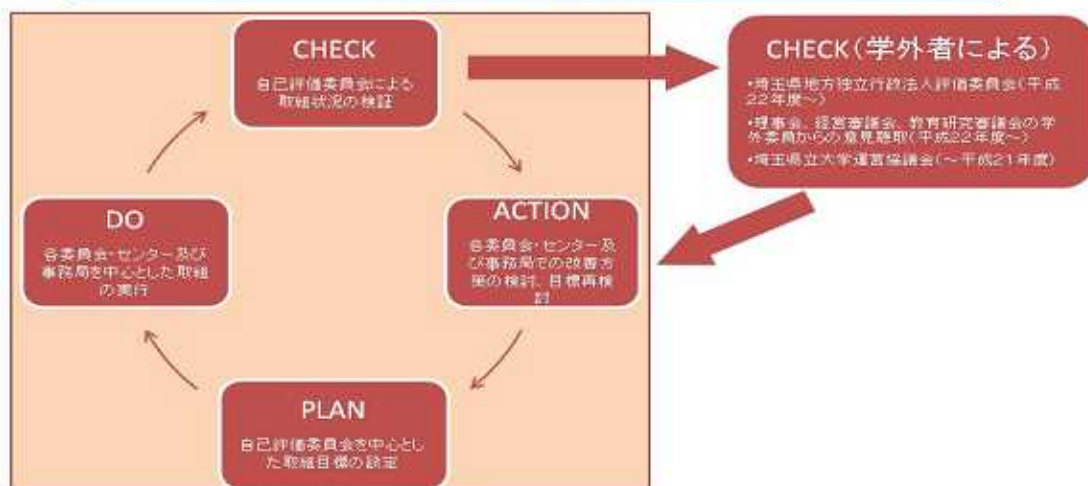 CHECK
自己評価委員会による
取組状況の検証
CHECK(学外者による)
•埼玉県地方独立行政法人評価委員会(平成
22年度～)
•理事会、経営審議会、教育研究審議会の学
外委員からの意見聴取(平成22年度～)
•埼玉県立大学運営協議会(～平成21年度)
DO
各委員会・センター及び
事務局を中心とした取組
の実行
ACTION
各委員会・センター及
び事務局での改善方
策の検討、目標再検
討
PLAN
自己評価委員会を中心とし
た取組目標の設定